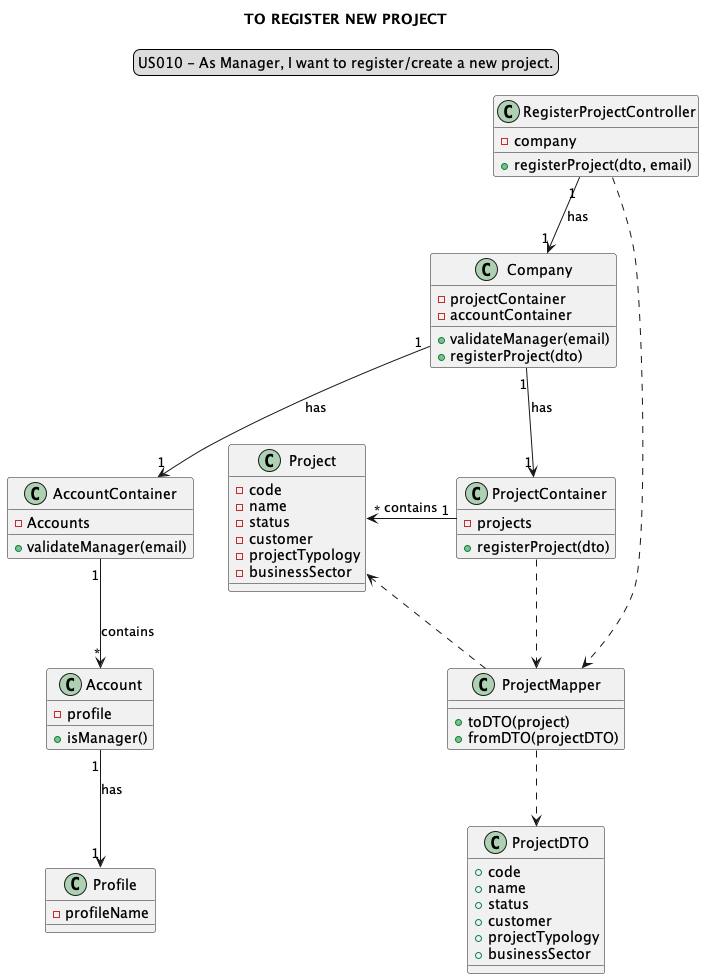 TO REGISTER NEW PROJECT
US010 – As Manager, I want to register/create a new project.
C RegisterProjectController
company
registerProject(dto, email)
1
has
1
C Company
projectContainer
accountContainer
validateManager(email)
registerProject(dto)
1
has
1
1
has
1
C AccountContainer
Accounts
validateManager(email)
C Project
code
name
status
customer
projectTypology
businessSector
* contains 1
C ProjectContainer
projects
registerProject(dto)
1
contains
*
C Account
profile
isManager()
C ProjectMapper
toDTO(project)
fromDTO(projectDTO)
1
has
1
C Profile
profileName
C ProjectDTO
code
name
status
customer
projectTypology
businessSector